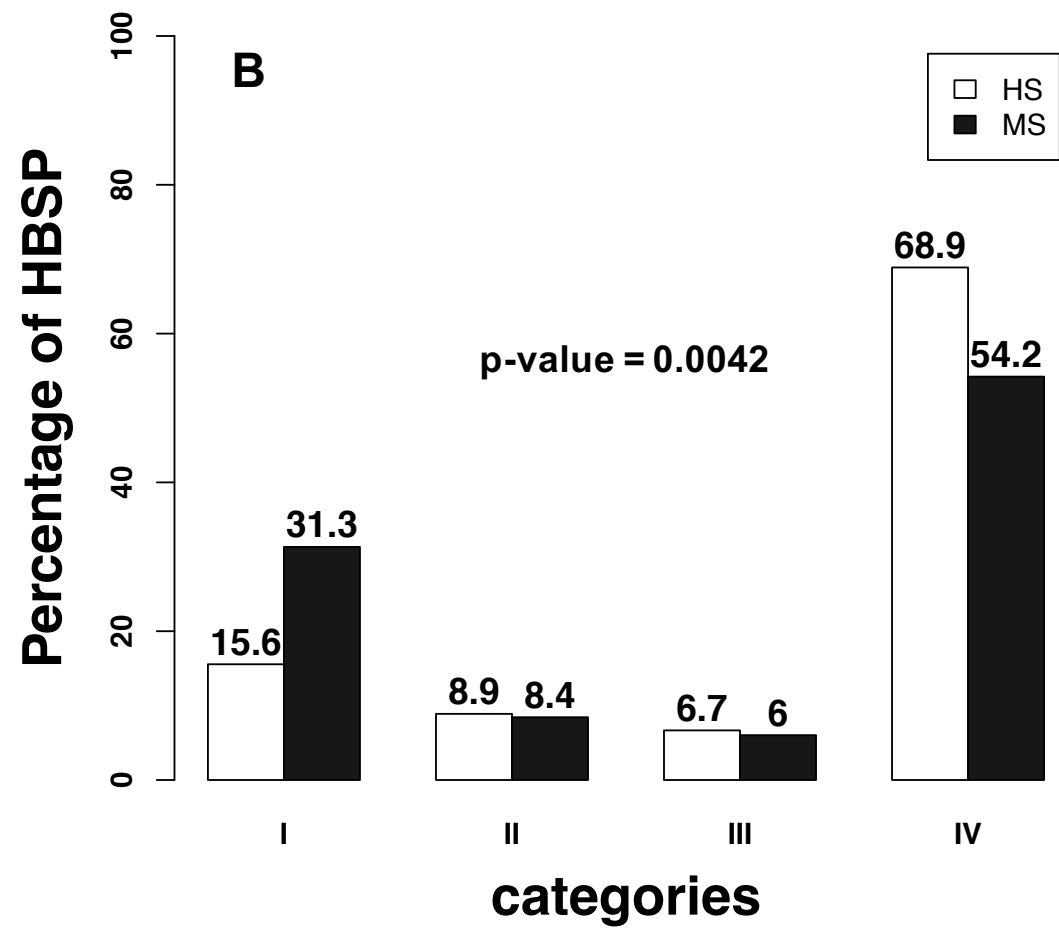 B
HS
MS
Percentage of HBSP
100
80
60
40
20
0
p-value = 0.0042
15.6
31.3
8.9
8.4
6.7
6
68.9
54.2
I
II
III
IV
categories